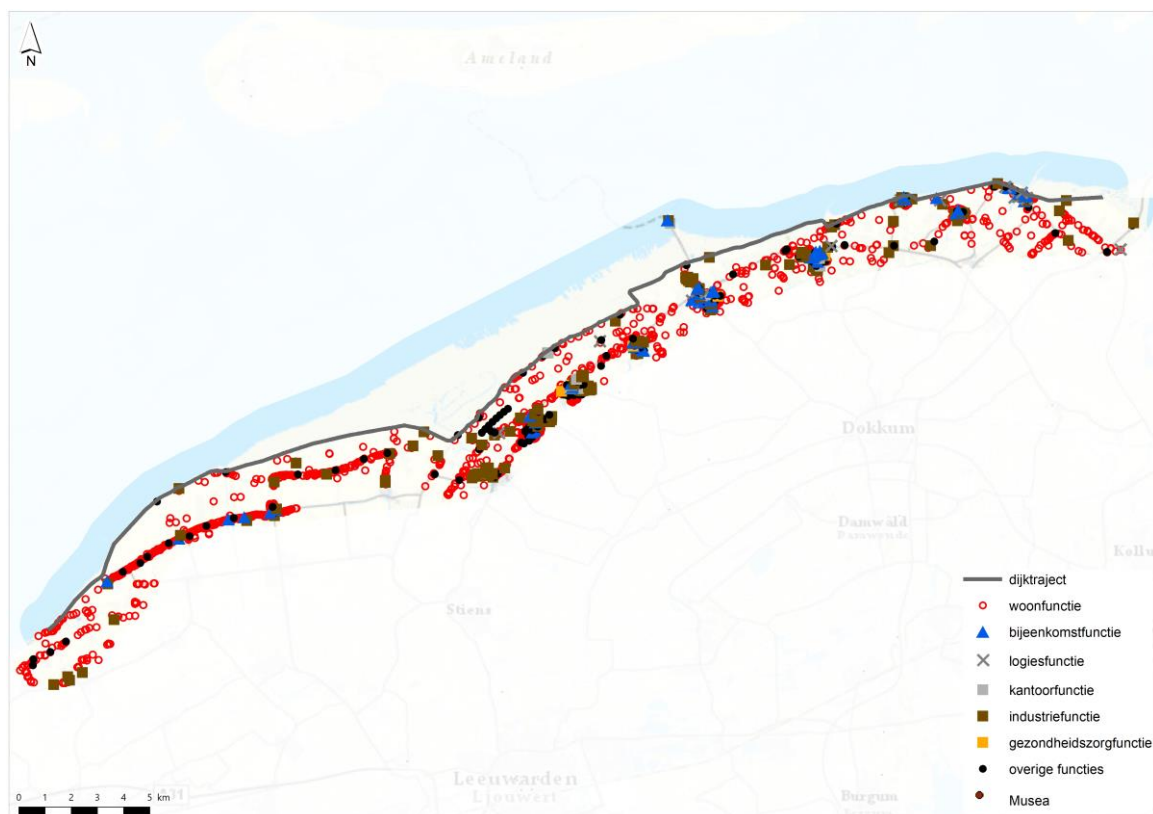 Ameland
N
Dokkum
Damwâld
Kollu
Stiens
dijktraject
woonfunctie
bijeenkomstfunctie
logiesfunctie
kantoorfunctie
industriefunctie
gezondheidszorgfunctie
overige functies
Musea
Leeuwarden
Ljouwert
Burgum
0 1 2 3 4 5 km
A31